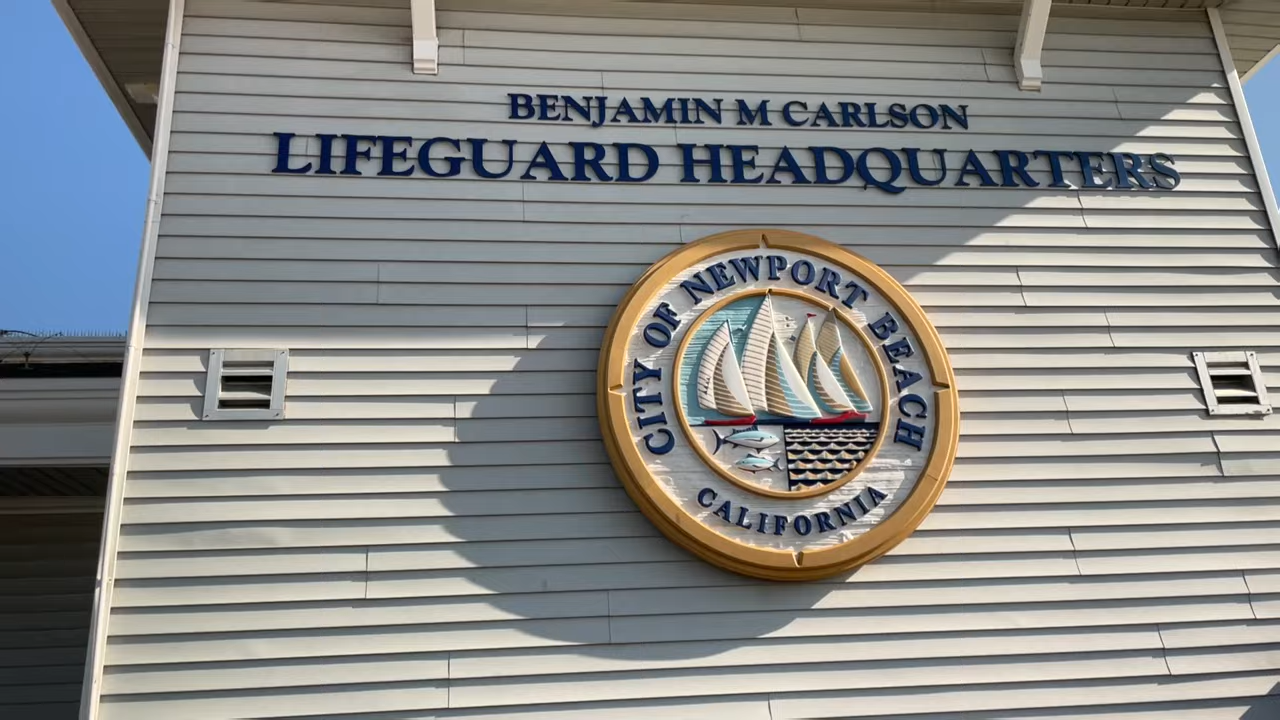 BENJAMIN M CARLSON
LIFEGUARD HEADQUARTERS
CITY OF NEWPORT BEACH
CALIFORNIA